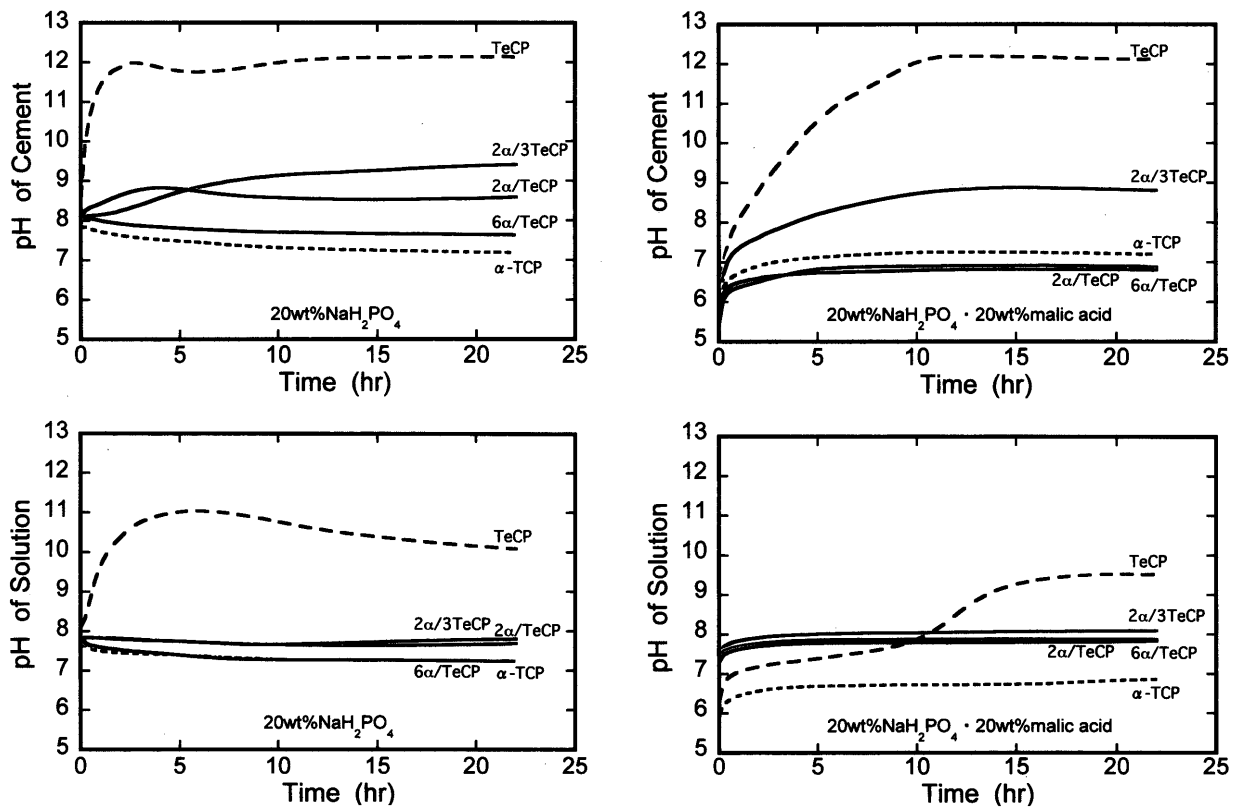 13
12
11
10
9
8
7
6
5
pH of Cement
TeCP
2α/3TeCP
2α/TeCP
6α/TeCP
α-TCP
20wt%NaH₂PO₄
0 5 10 15 20 25
Time (hr)
13
12
11
10
9
8
7
6
5
pH of Cement
TeCP
2α/3TeCP
α-TCP
2α/TeCP 6α/TeCP
20wt%NaH₂PO₄ · 20wt%malic acid
0 5 10 15 20 25
Time (hr)
13
12
11
10
9
8
7
6
5
pH of Solution
TeCP
2α/3TeCP 2α/TeCP
6α/TeCP α-TCP
20wt%NaH₂PO₄
0 5 10 15 20 25
Time (hr)
13
12
11
10
9
8
7
6
5
pH of Solution
TeCP
2α/3TeCP
2α/TeCP 6α/TeCP
α-TCP
20wt%NaH₂PO₄ · 20wt%malic acid
0 5 10 15 20 25
Time (hr)